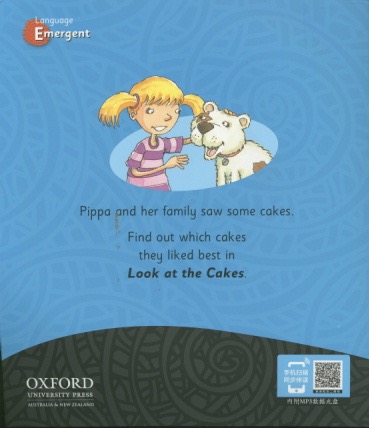 Language
Emergent
Pippa and her family saw some cakes.
Find out which cakes
they liked best in
Look at the Cakes.
OXFORD
UNIVERSITY PRESS
AUSTRALIA & NEW ZEALAND
手机扫描
同步伴读
内附MP3数据光盘